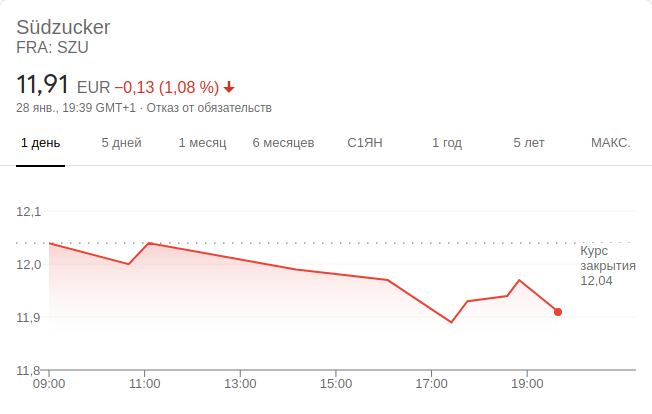 Südzucker
FRA: SZU
11,91 EUR −0,13 (1,08 %)
28 янв., 19:39 GMT+1 · Отказ от обязательств
1 день 5 дней 1 месяц 6 месяцев С1ЯН 1 год 5 лет МАКС.
12,1
12,0
11,9
11,8
Курс
закрытия
12,04
09:00 11:00 13:00 15:00 17:00 19:00